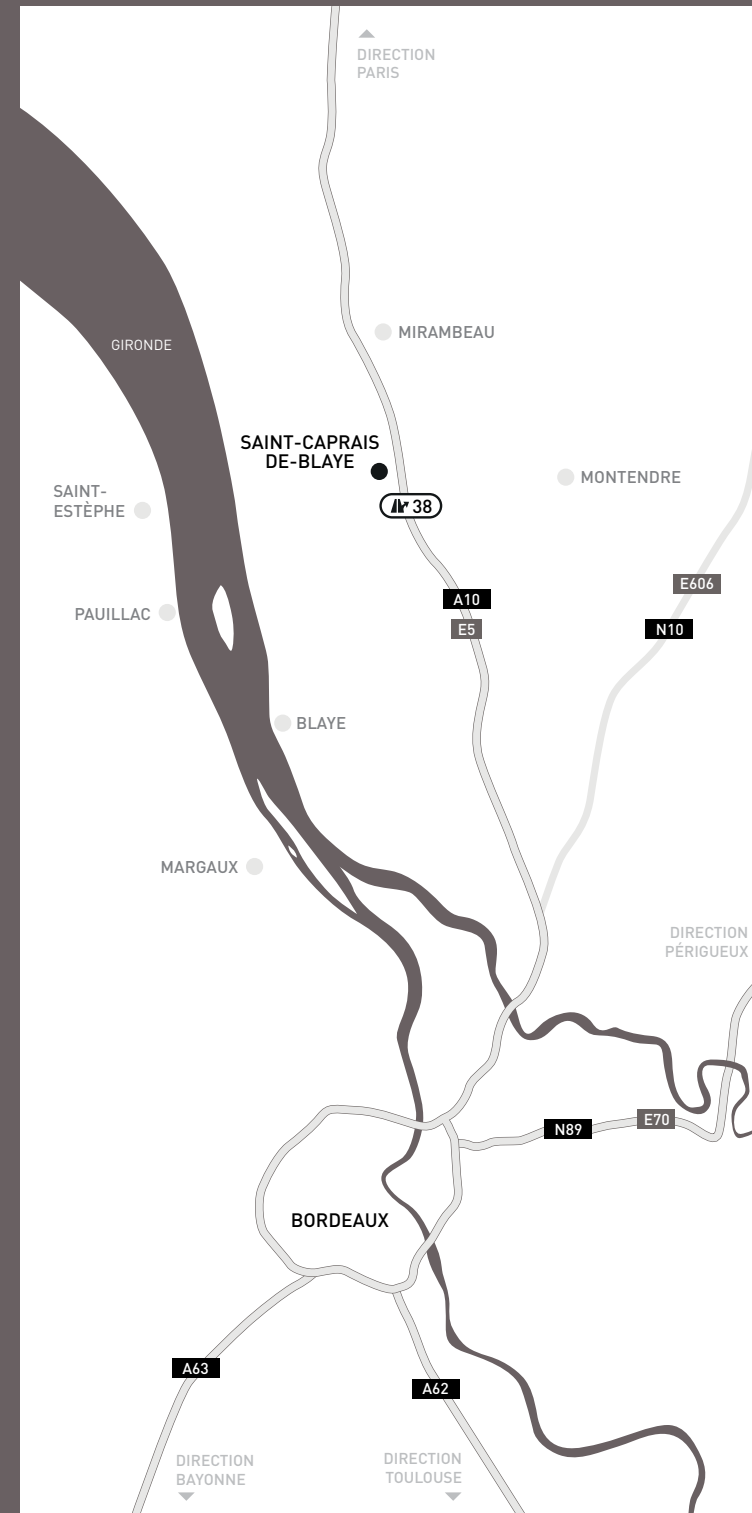 DIRECTION
PARIS
GIRONDE
MIRAMBEAU
SAINT-CAPRAIS
DE-BLAYE
MONTENDRE
SAINT-
ESTÈPHE
38
E606
A10
PAUILLAC
E5
N10
BLAYE
MARGAUX
DIRECTION
PÉRIGUEUX
E70
N89
BORDEAUX
A63
A62
DIRECTION
BAYONNE
DIRECTION
TOULOUSE